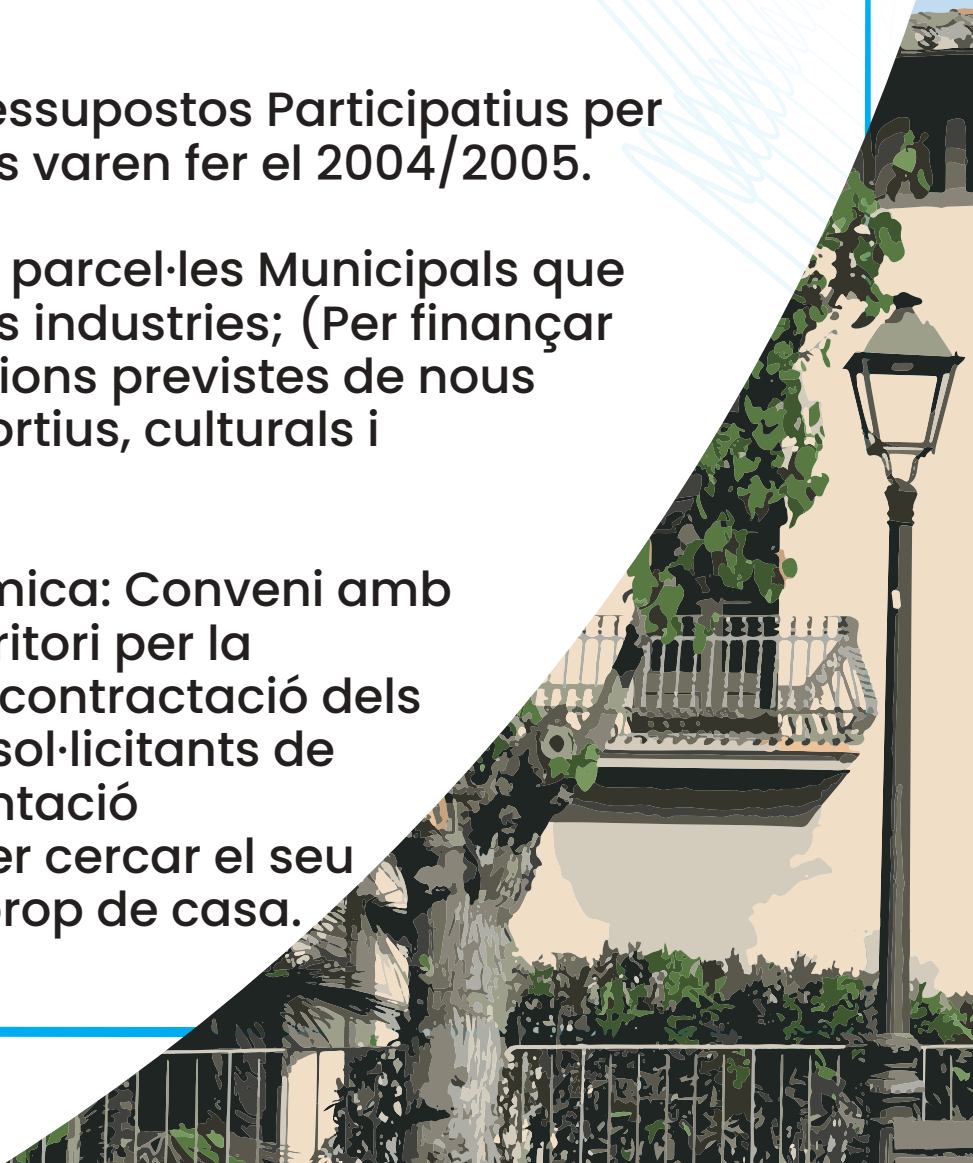 essupostos Participatius per
s varen fer el 2004/2005.
parcel·les Municipals que
s industries; (Per finançar
ions previstes de nous
ortius, culturals i
mica: Conveni amb
ritori per la
contractació dels
sol·licitants de
ntació
er cercar el seu
prop de casa.